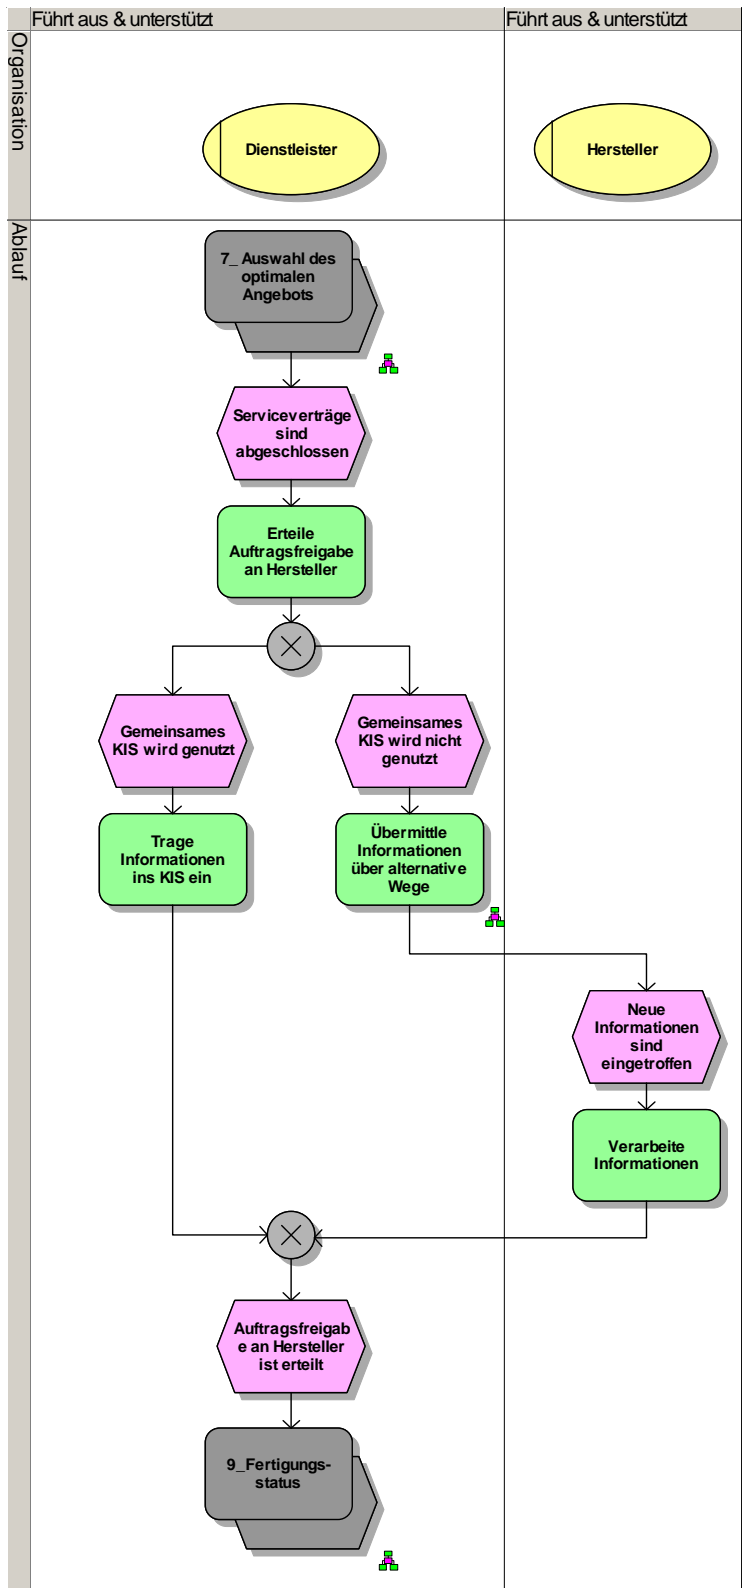 Führt aus & unterstützt
Führt aus & unterstützt
Organisation
Dienstleister
Hersteller
Ablauf
7_ Auswahl des
optimalen
Angebots
Serviceverträge
sind
abgeschlossen
Erteile
Auftragsfreigabe
an Hersteller
Gemeinsames
KIS wird genutzt
Gemeinsames
KIS wird nicht
genutzt
Trage
Informationen
ins KIS ein
Übermittle
Informationen
über alternative
Wege
Neue
Informationen
sind
eingetroffen
Verarbeite
Informationen
Auftragsfreigab
e an Hersteller
ist erteilt
9_Fertigungs-
status